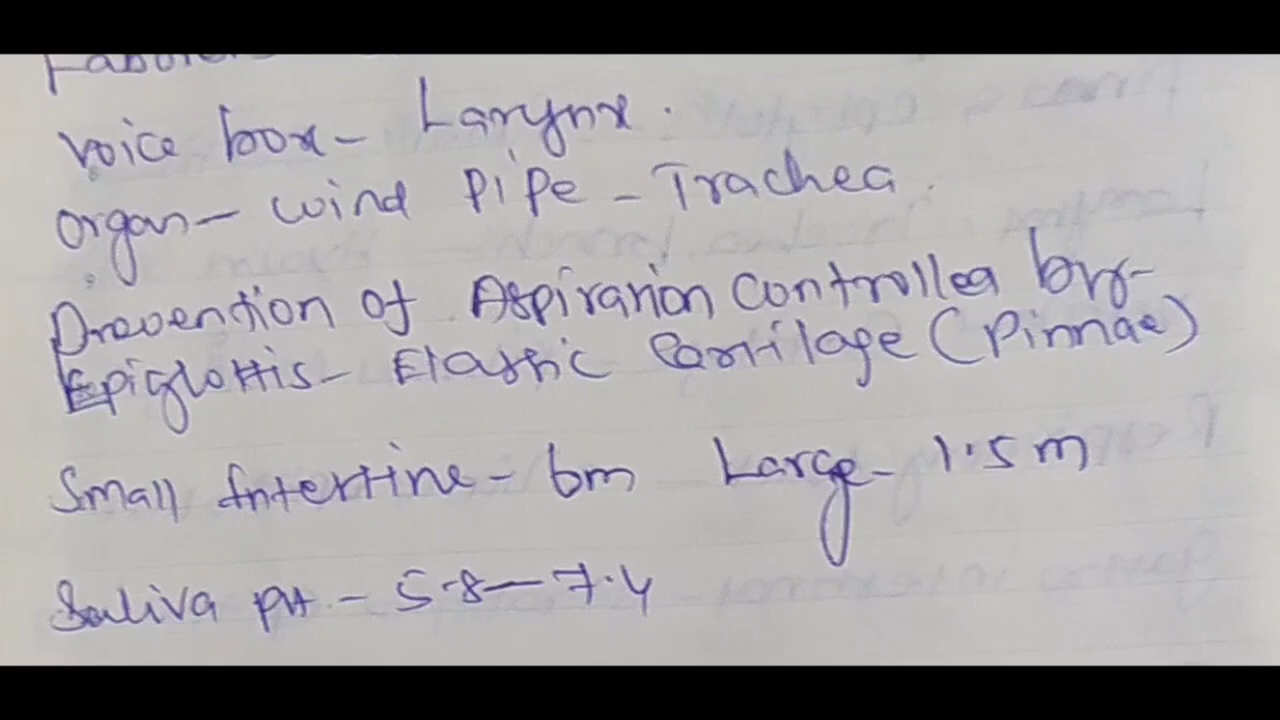 Voice box - Larynx.
organ - wind pipe - Trachea.
Prevention of Aspiration controlled by -
Epiglottis - Elastic Cartilage (Pinnae)
Small Intestine - 6m Large - 1.5 m
Saliva pH - 5.8 - 7.4